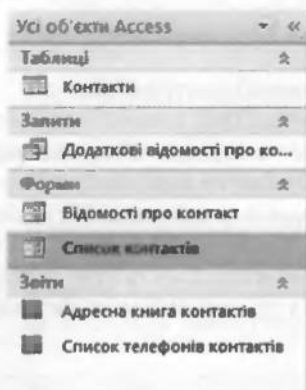 Усі об'єкти Access
Таблиці
Контакти
Запити
Додаткові відомості про ко...
Форми
Відомості про контакт
Список контактів
Звіти
Адресна книга контактів
Список телефонів контактів